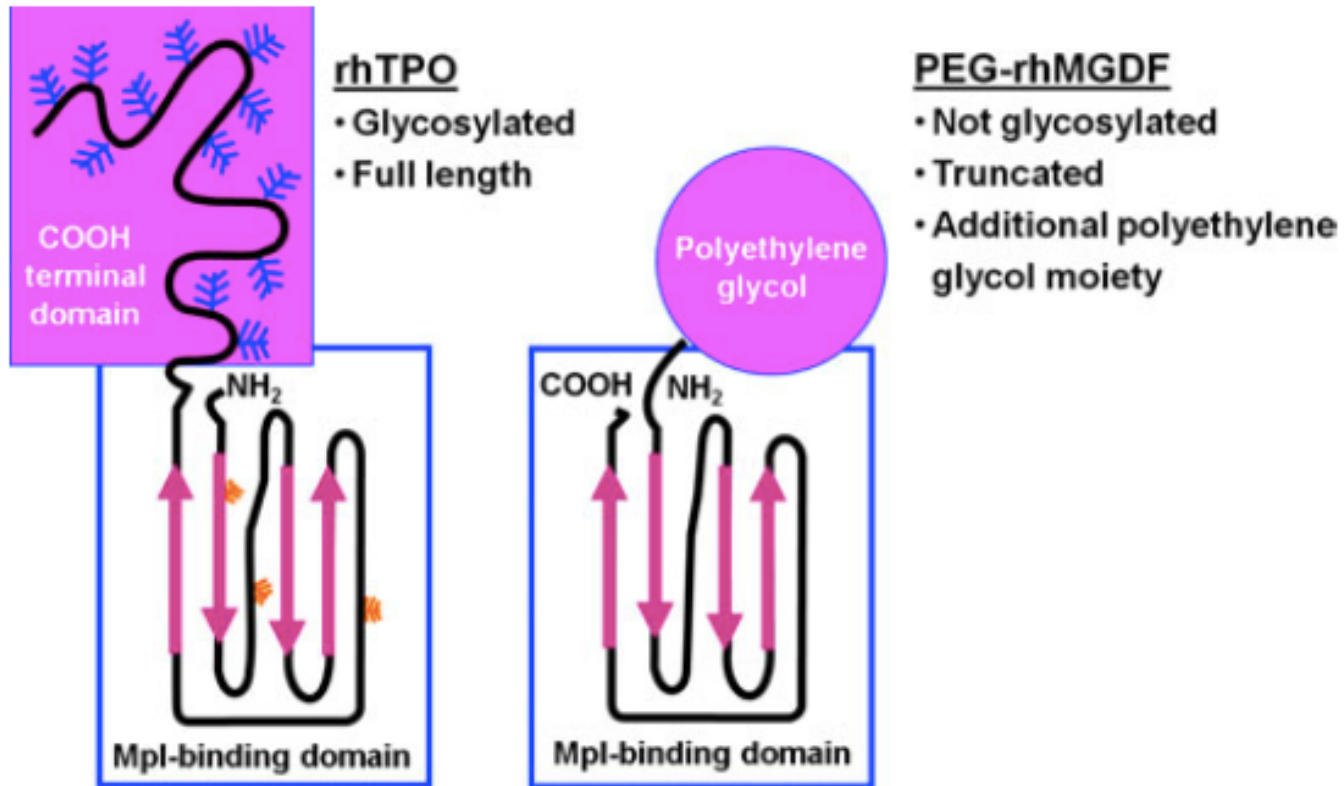 rhTPO
• Glycosylated
• Full length
COOH
terminal
domain
NH₂
Mpl-binding domain
PEG-rhMGDF
• Not glycosylated
• Truncated
• Additional polyethylene
glycol moiety
Polyethylene
glycol
COOH
NH₂
Mpl-binding domain